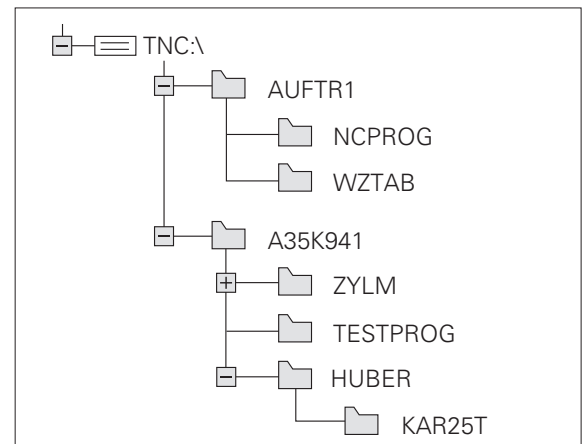 TNC:\
AUFTR1
NCPROG
WZTAB
A35K941
ZYLM
TESTPROG
HUBER
KAR25T